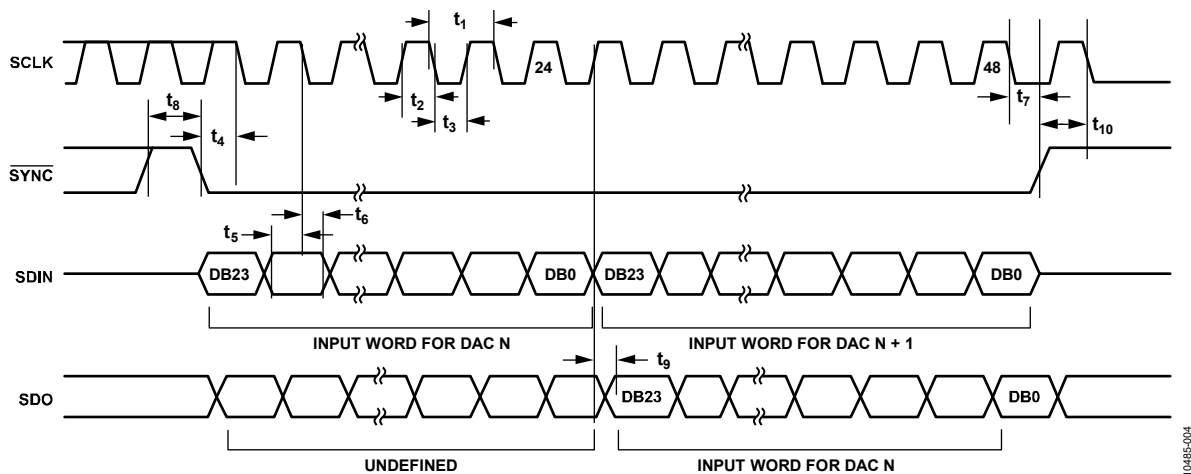 t1
SCLK
24
48
t2
t3
t7
t8
t4
t10
SYNC
t6
t5
SDIN
DB23
DB0
DB23
DB0
INPUT WORD FOR DAC N
INPUT WORD FOR DAC N + 1
t9
SDO
DB23
DB0
UNDEFINED
INPUT WORD FOR DAC N
10485-004